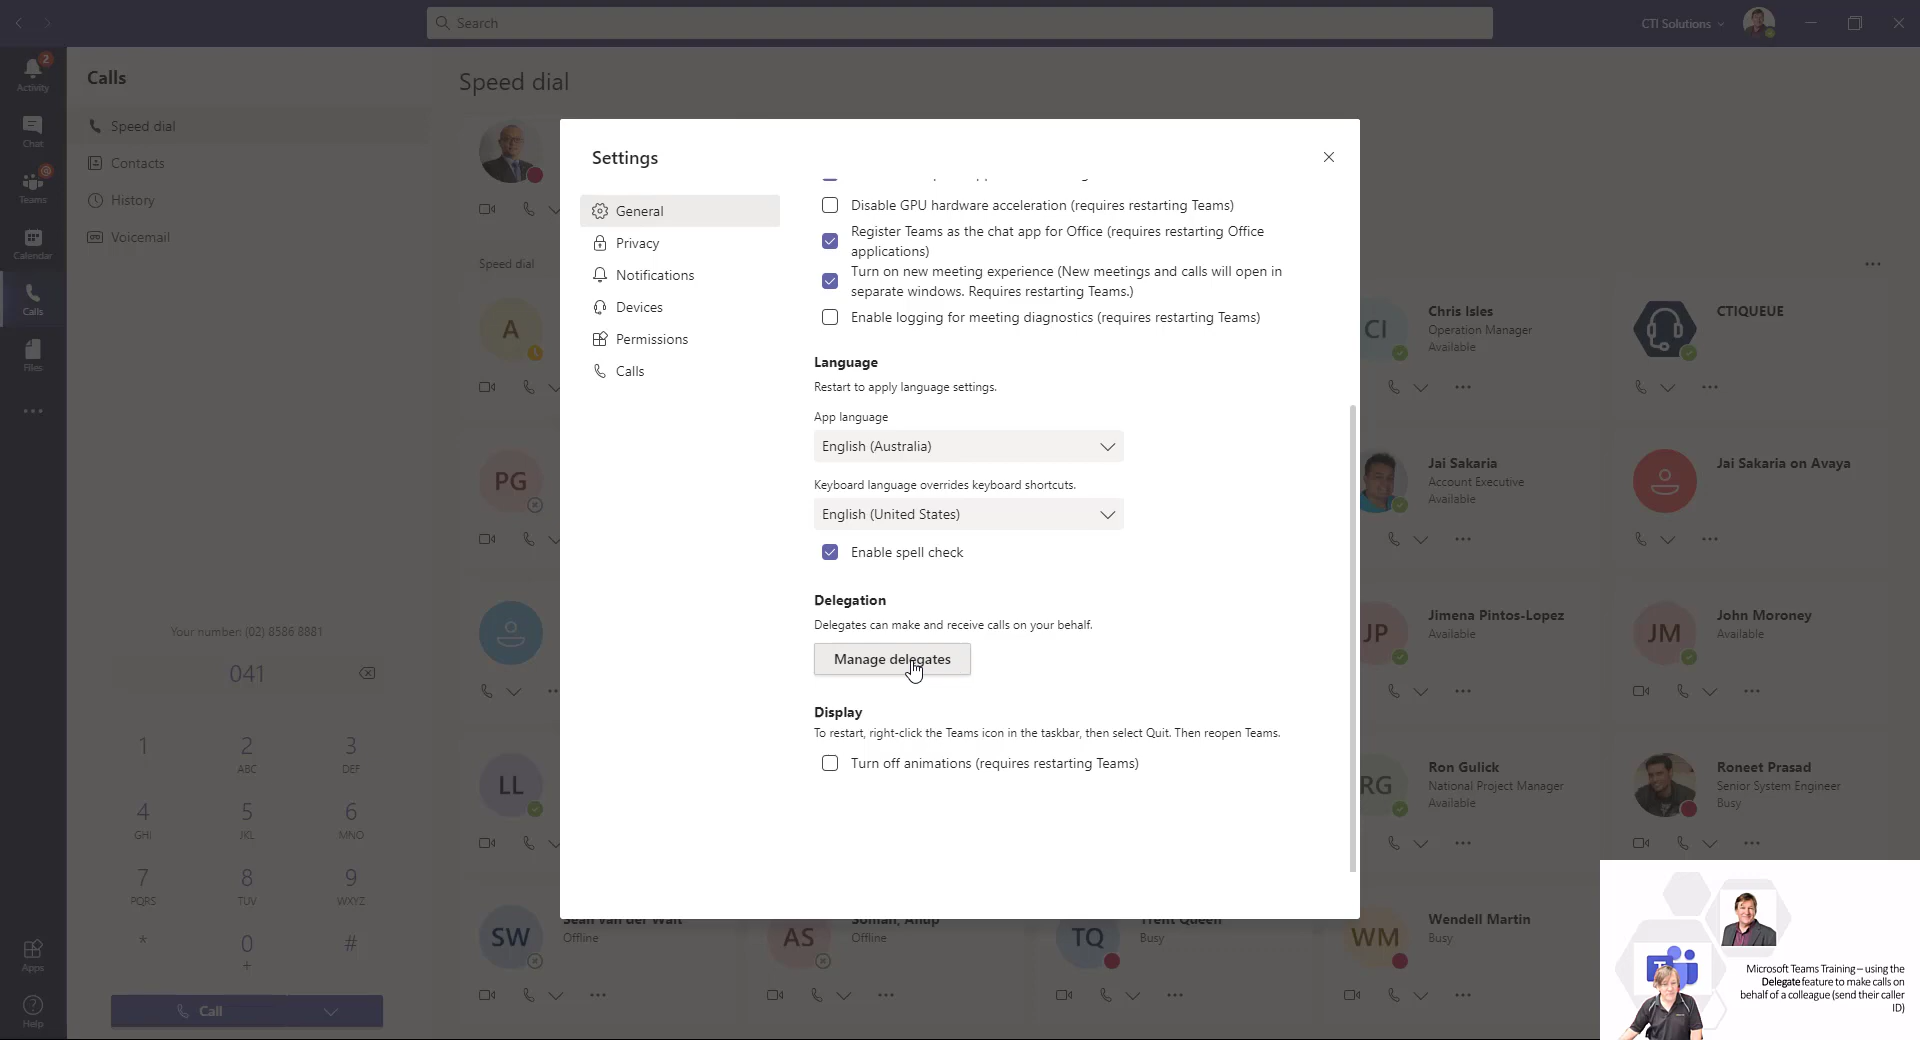 Search
CTI Solutions
2
Activity
Chat
Teams
Calendar
Calls
Files
Apps
Help
Calls
Speed dial
Contacts
History
Voicemail
Your number: (02) 8586 8881
041
1
2
ABC
3
DEF
4
GHI
5
JKL
6
MNO
7
PQRS
8
TUV
9
WXYZ
*
0
+
#
Call
Speed dial
Speed dial
A
PG
LL
SW
Offline
AS
Offline
TQ
Busy
WM
Wendell Martin
Busy
CI
Chris Isles
Operation Manager
Available
CTIQUEUE
Jai Sakaria
Account Executive
Available
Jai Sakaria on Avaya
JP
Jimena Pintos-Lopez
Available
JM
John Moroney
Available
RG
Ron Gulick
National Project Manager
Available
Roneet Prasad
Senior System Engineer
Busy
Settings
General
Privacy
Notifications
Devices
Permissions
Calls
Disable GPU hardware acceleration (requires restarting Teams)
Register Teams as the chat app for Office (requires restarting Office
applications)
Turn on new meeting experience (New meetings and calls will open in
separate windows. Requires restarting Teams.)
Enable logging for meeting diagnostics (requires restarting Teams)
Language
Restart to apply language settings.
App language
English (Australia)
Keyboard language overrides keyboard shortcuts.
English (United States)
Enable spell check
Delegation
Delegates can make and receive calls on your behalf.
Manage delegates
Display
To restart, right-click the Teams icon in the taskbar, then select Quit. Then reopen Teams.
Turn off animations (requires restarting Teams)
T
Microsoft Teams Training – using the
Delegate feature to make calls on
behalf of a colleague (send their caller
ID)